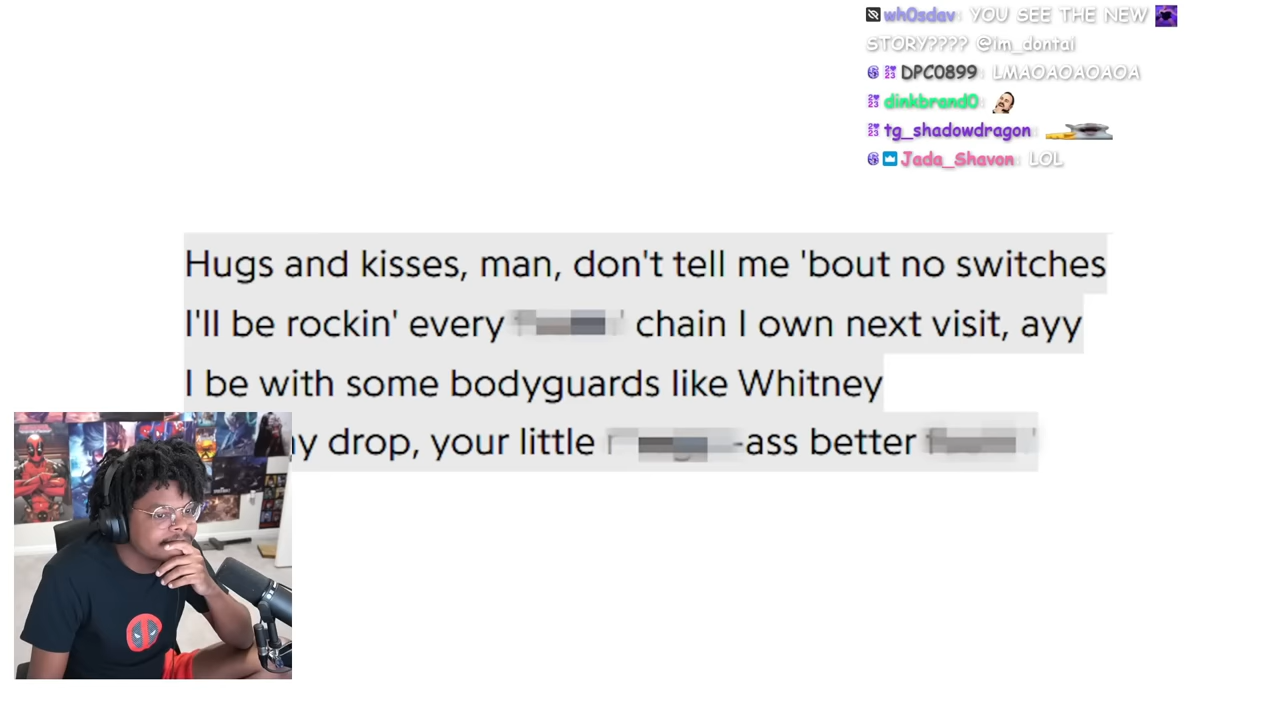 wh0sdav: YOU SEE THE NEW
STORY???? @im_dontai
DPC0899: LMAOAOAOAOA
dinkbrand0:
tg_shadowdragon:
Jada_Shavon: LOL
Hugs and kisses, man, don't tell me 'bout no switches
I'll be rockin' every chain I own next visit, ayy
I be with some bodyguards like Whitney
drop, your little -ass better